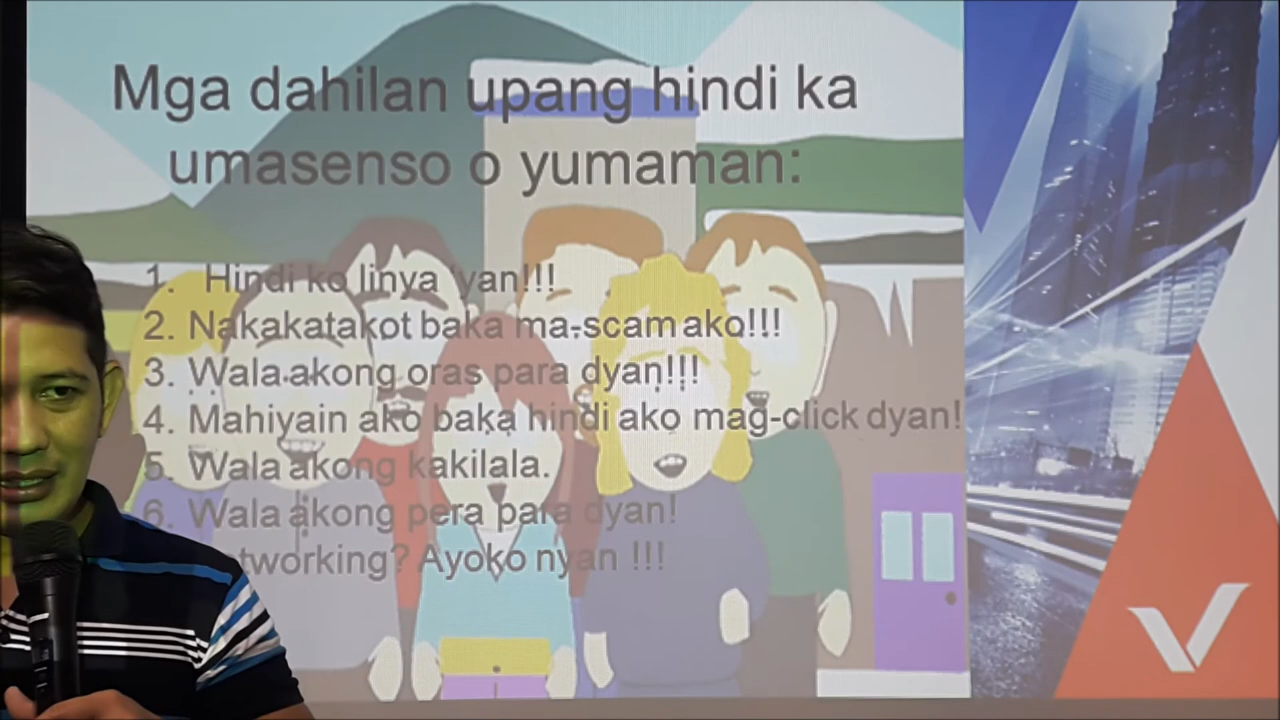 Mga dahilan upang hindi ka
umasenso o yumaman:
1. Hindi ko linya 'yan!!!
2. Nakakatakot baka ma-scam ako!!!
3. Wala akong oras para dyan!!!
4. Mahiyain ako baka hindi ako mag-click dyan!
5. Wala akong kakilala.
6. Wala akong pera para dyan!
tworking? Ayoko nyan !!!